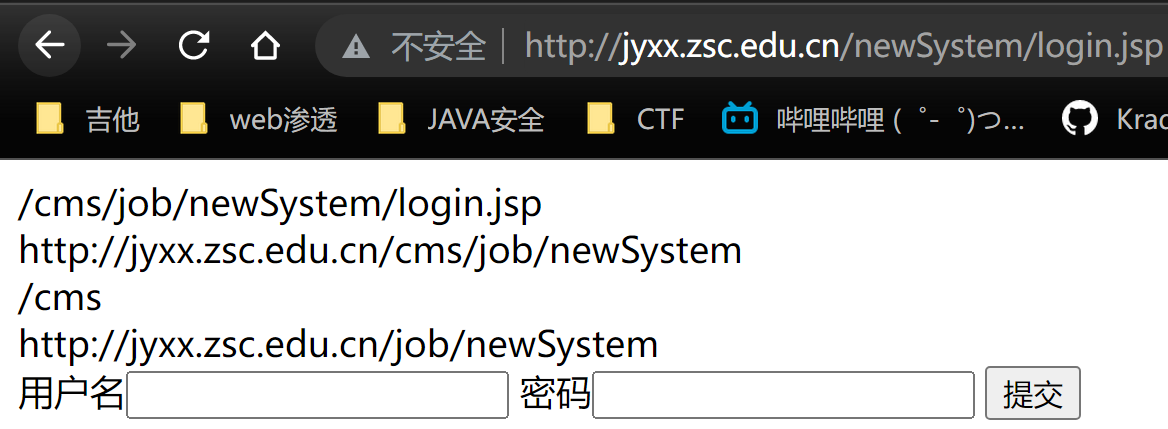 不安全 http://jyxx.zsc.edu.cn/newSystem/login.jsp
吉他 web渗透 JAVA安全 CTF 哔哩哔哩 ( ゜- ゜)つ... Krac
/cms/job/newSystem/login.jsp
http://jyxx.zsc.edu.cn/cms/job/newSystem
/cms
http://jyxx.zsc.edu.cn/job/newSystem
用户名 密码 提交